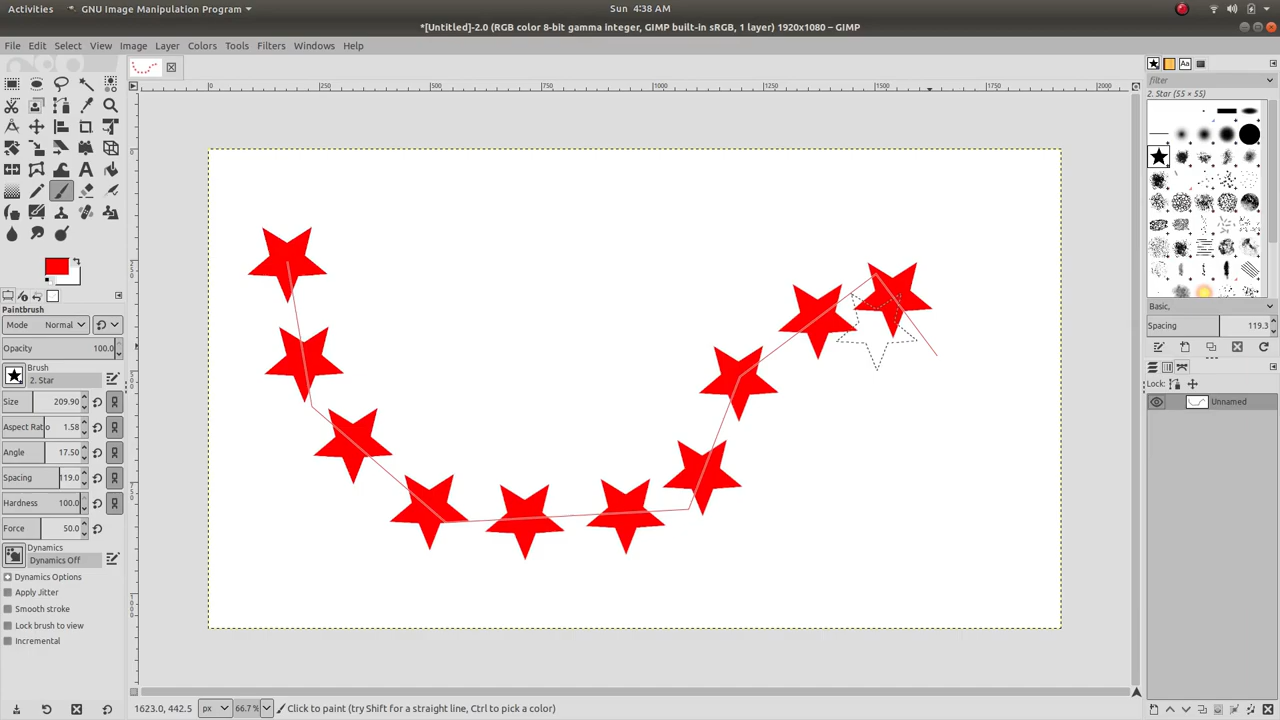 Activities GNU Image Manipulation Program Sun 4:38 AM
*[Untitled]-2.0 (RGB color 8-bit gamma integer, GIMP built-in sRGB, 1 layer) 1920x1080 – GIMP
File Edit Select View Image Layer Colors Tools Filters Windows Help
0 250 500 750 1000 1250 1500 1750 2000
filter
2. Star (55 × 55)
Aa
Paintbrush
Mode Normal
Opacity 100.0
Brush
2. Star
Size 209.90
Aspect Ratio 1.58
Angle 17.50
Spacing 119.0
Hardness 100.0
Force 50.0
Dynamics
Dynamics Off
Dynamics Options
Apply Jitter
Smooth stroke
Lock brush to view
Incremental
Basic,
Spacing 119.3
Lock:
Unnamed
1623.0, 442.5 px 66.7 % Click to paint (try Shift for a straight line, Ctrl to pick a color)